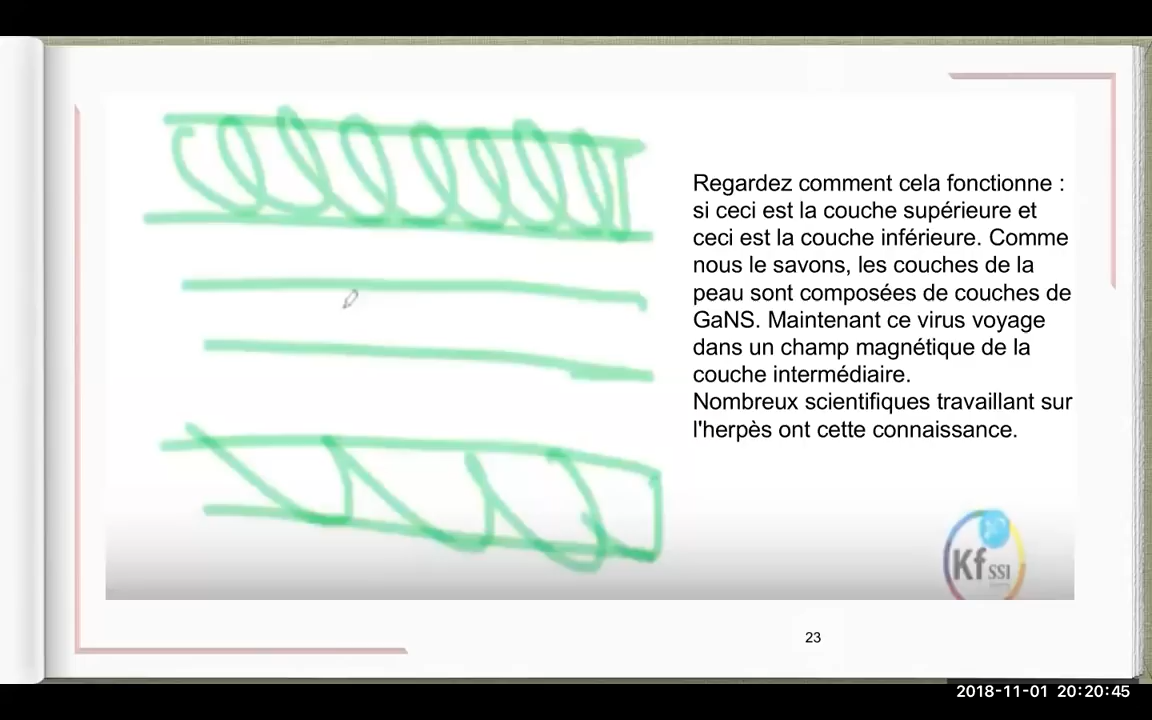 Regardez comment cela fonctionne :
si ceci est la couche supérieure et
ceci est la couche inférieure. Comme
nous le savons, les couches de la
peau sont composées de couches de
GaNS. Maintenant ce virus voyage
dans un champ magnétique de la
couche intermédiaire.
Nombreux scientifiques travaillant sur
l'herpès ont cette connaissance.
Kf SSI
23
2018-11-01 20:20:45